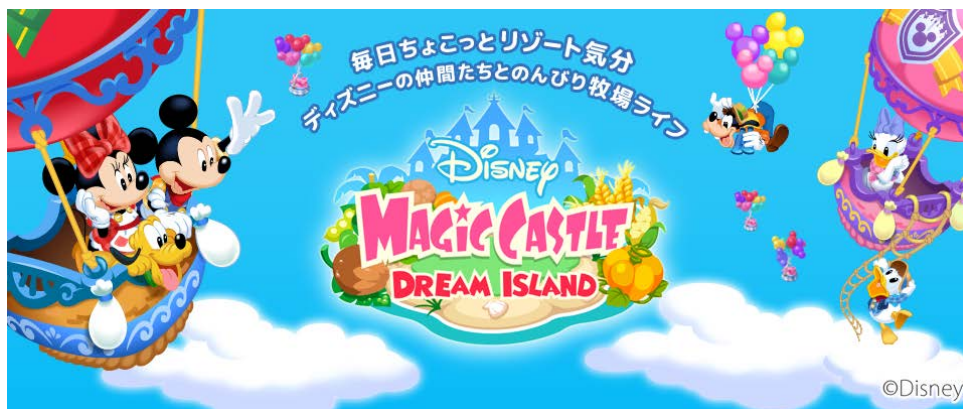 毎日ちょこっとリゾート気分
ディズニーの仲間たちとのんびり牧場ライフ
Disney
MAGIC CASTLE
DREAM ISLAND
©Disney